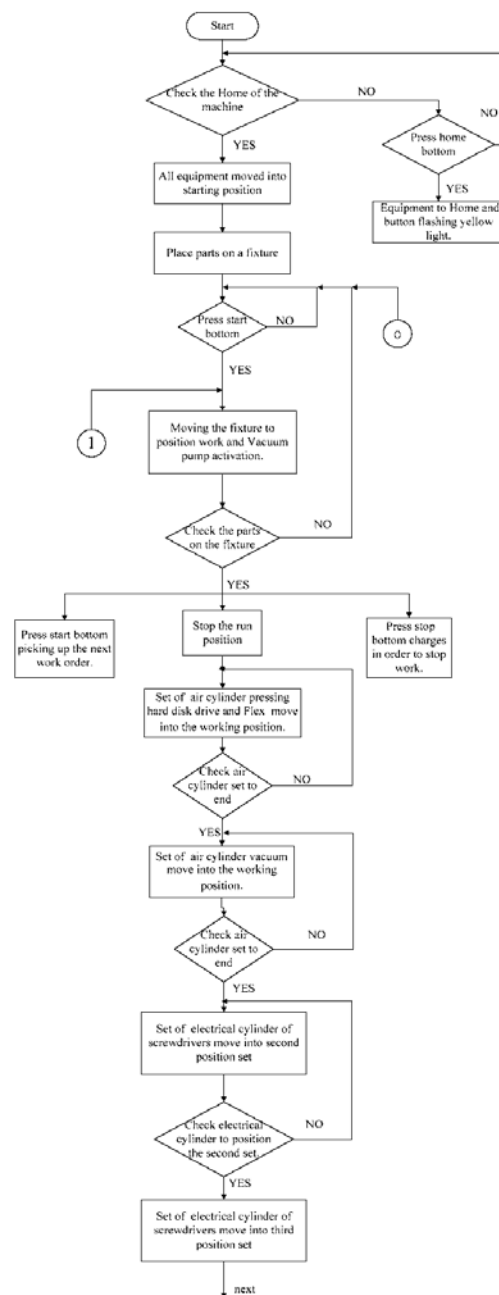 Start
Check the Home of the
machine
NO
NO
Press home
bottom
YES
YES
All equipment moved into
starting position
Equipment to Home and
button flashing yellow
light.
Place parts on a fixture
Press start
bottom
NO
o
YES
1
Moving the fixture to
position work and Vacuum
pump activation.
Check the parts
on the fixture
NO
YES
Press start bottom
picking up the next
work order.
Stop the run
position
Press stop
bottom charges
in order to stop
work.
Set of air cylinder pressing
hard disk drive and Flex move
into the working position.
Check air
cylinder set to
end
NO
YES
Set of air cylinder vacuum
move into the working
position.
Check air
cylinder set to
end
NO
YES
Set of electrical cylinder of
screwdrivers move into second
position set
Check electrical
cylinder to position
the second set.
NO
YES
Set of electrical cylinder of
screwdrivers move into third
position set
next